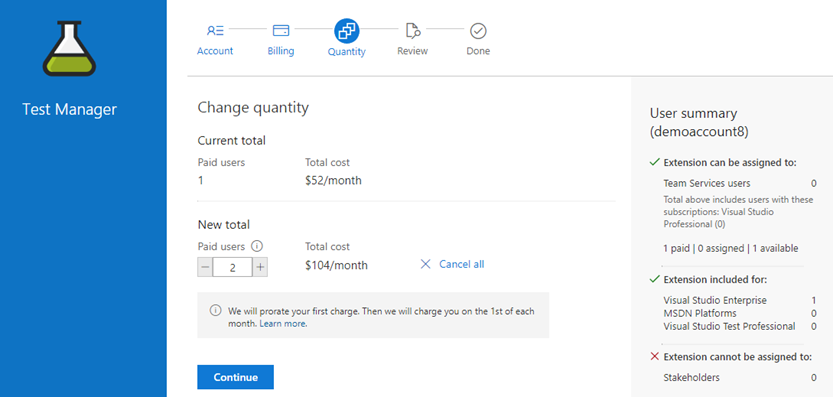 Test Manager
Account
Billing
Quantity
Review
Done
Change quantity
Current total
Paid users
Total cost
1
$52/month
New total
Paid users
Total cost
2
$104/month
Cancel all
We will prorate your first charge. Then we will charge you on the 1st of each
month. Learn more.
Continue
User summary
(demoaccount8)
Extension can be assigned to:
Team Services users 0
Total above includes users with these
subscriptions: Visual Studio
Professional (0)
1 paid | 0 assigned | 1 available
Extension included for:
Visual Studio Enterprise 1
MSDN Platforms 0
Visual Studio Test Professional 0
Extension cannot be assigned to:
Stakeholders 0